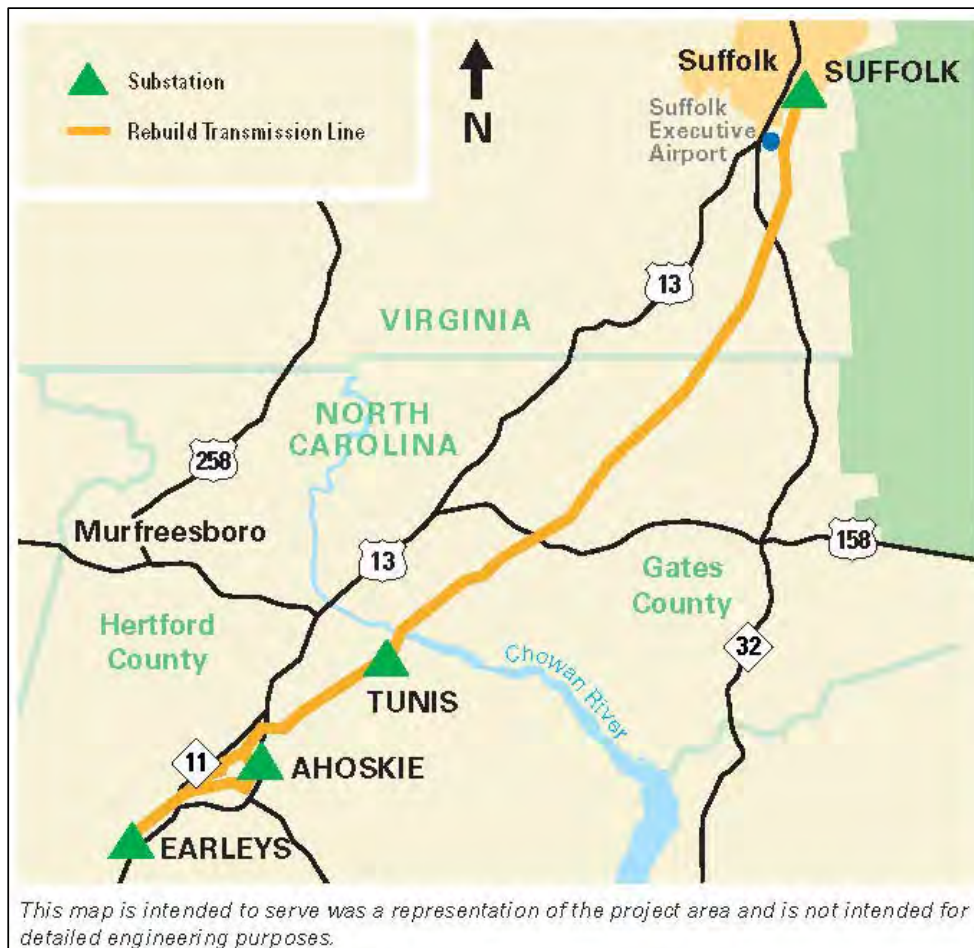 Substation
Rebuild Transmission Line
N
Suffolk
SUFFOLK
Suffolk
Executive
Airport
13
VIRGINIA
NORTH
CAROLINA
258
Murfreesboro
13
158
Gates
County
Hertford
County
32
Chowan River
TUNIS
11
AHOSKIE
EARLEYS
This map is intended to serve was a representation of the project area and is not intended for
detailed engineering purposes.